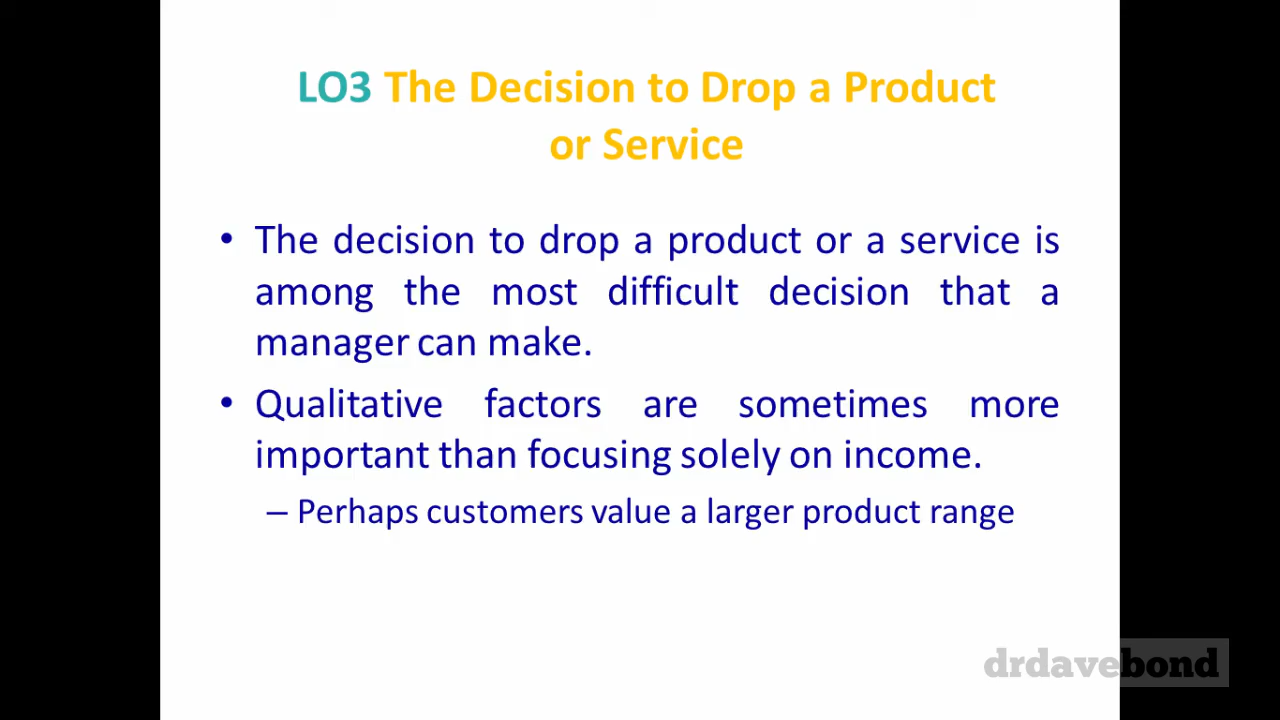 LO3 The Decision to Drop a Product
or Service
• The decision to drop a product or a service is
among the most difficult decision that a
manager can make.
• Qualitative factors are sometimes more
important than focusing solely on income.
– Perhaps customers value a larger product range
drdavebond